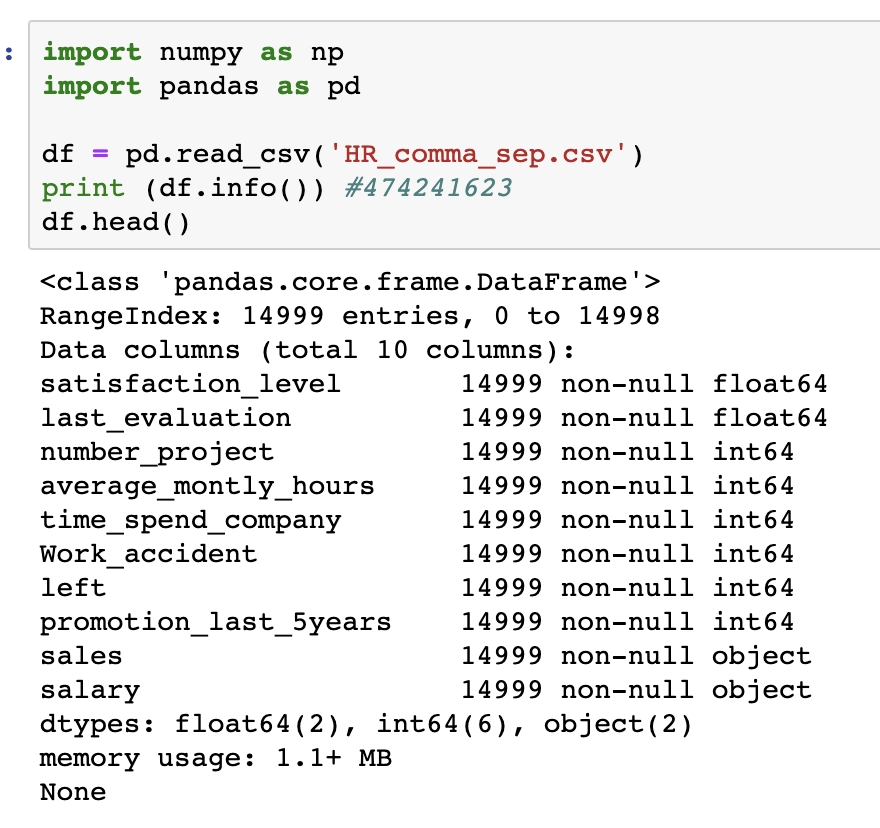 :
import numpy as np
import pandas as pd
df = pd.read_csv('HR_comma_sep.csv')
print (df.info()) #474241623
df.head()
<class 'pandas.core.frame.DataFrame'>
RangeIndex: 14999 entries, 0 to 14998
Data columns (total 10 columns):
satisfaction_level       14999 non-null float64
last_evaluation          14999 non-null float64
number_project           14999 non-null int64
average_montly_hours     14999 non-null int64
time_spend_company       14999 non-null int64
Work_accident            14999 non-null int64
left                     14999 non-null int64
promotion_last_5years    14999 non-null int64
sales                    14999 non-null object
salary                   14999 non-null object
dtypes: float64(2), int64(6), object(2)
memory usage: 1.1+ MB
None